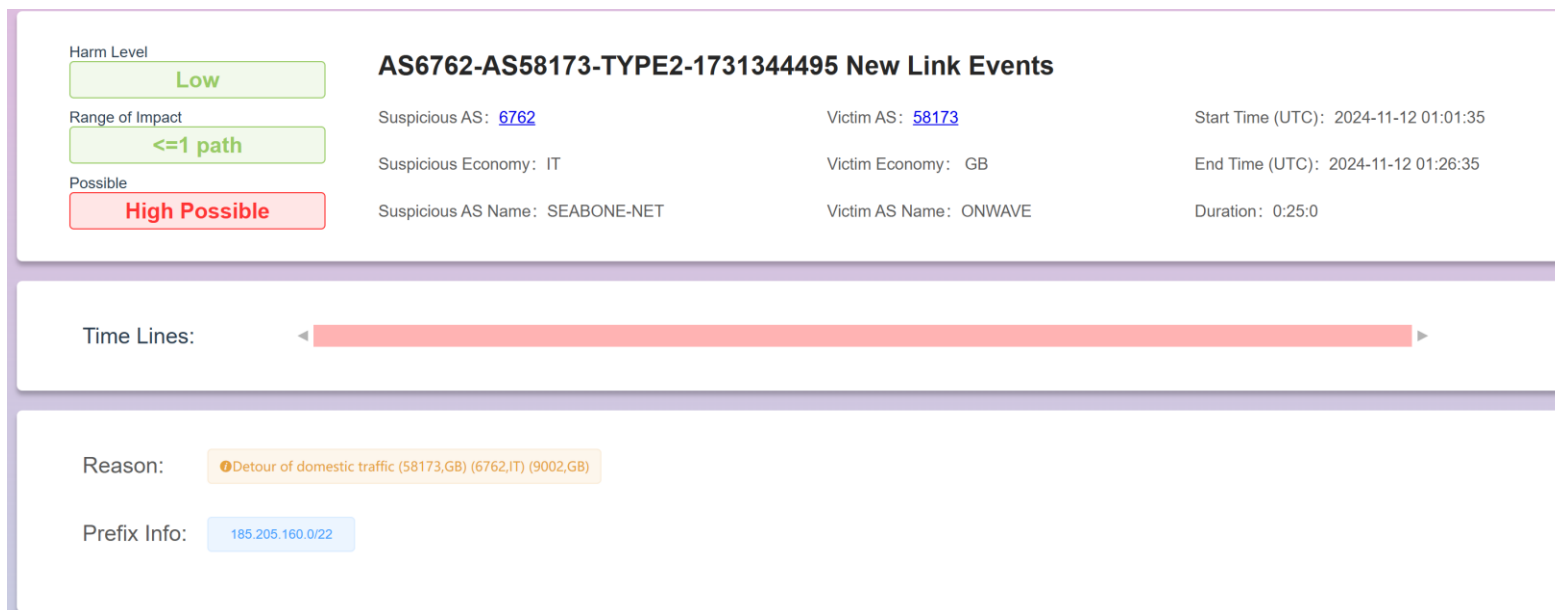 Harm Level
Low
Range of Impact
<=1 path
Possible
High Possible
AS6762-AS58173-TYPE2-1731344495 New Link Events
Suspicious AS: 6762 Victim AS: 58173 Start Time (UTC): 2024-11-12 01:01:35
Suspicious Economy: IT Victim Economy: GB End Time (UTC): 2024-11-12 01:26:35
Suspicious AS Name: SEABONE-NET Victim AS Name: ONWAVE Duration: 0:25:0
Time Lines:
Reason: Detour of domestic traffic (58173,GB) (6762,IT) (9002,GB)
Prefix Info: 185.205.160.0/22